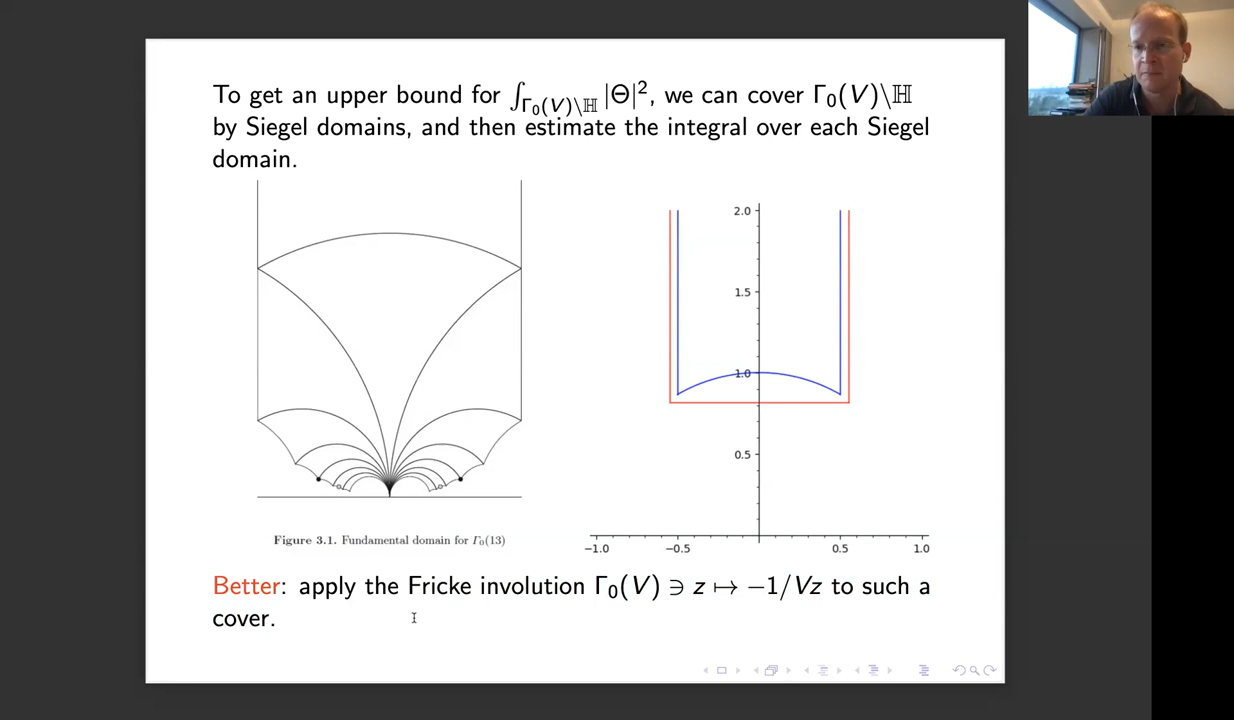 To get an upper bound for ∫_{Γ₀(V)\ℍ} |Θ|², we can cover Γ₀(V)\ℍ
by Siegel domains, and then estimate the integral over each Siegel
domain.
2.0
1.5
1.0
0.5
−1.0 −0.5 0.5 1.0
Figure 3.1. Fundamental domain for Γ₀(13)
Better: apply the Fricke involution Γ₀(V) ∋ z ↦ −1/Vz to such a
cover.